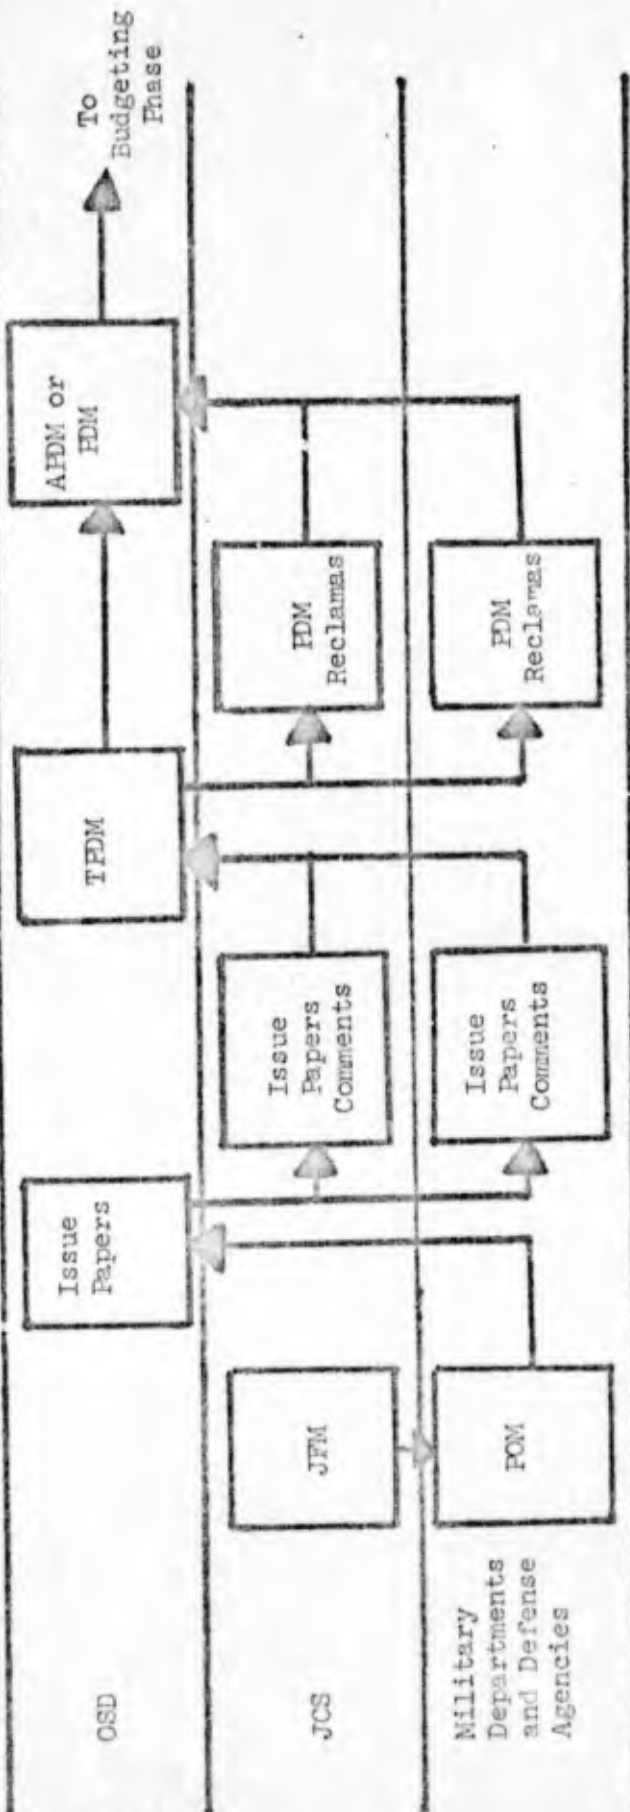 OSD
Issue
Papers
TPDM
APDM or
PDM
To
Budgeting
Phase
JCS
JFM
Issue
Papers
Comments
PDM
Reclamas
Military
Departments
and Defense
Agencies
POM
Issue
Papers
Comments
PDM
Reclamas